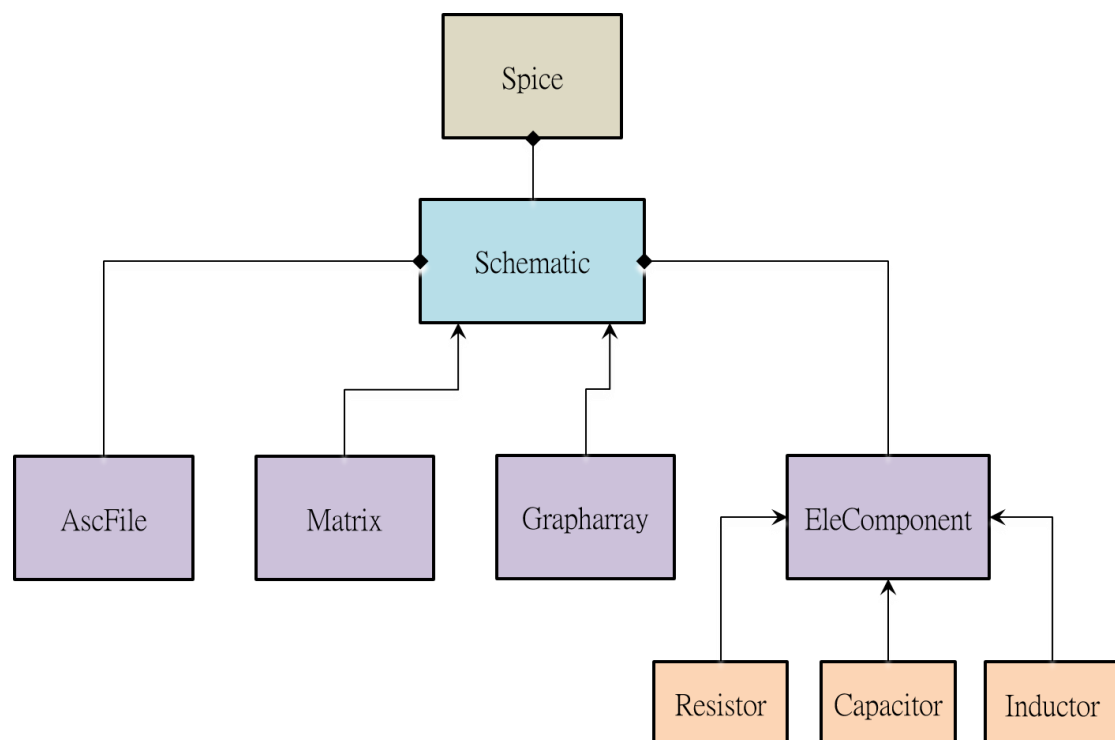 Spice
Schematic
AscFile
Matrix
Grapharray
EleComponent
Resistor
Capacitor
Inductor